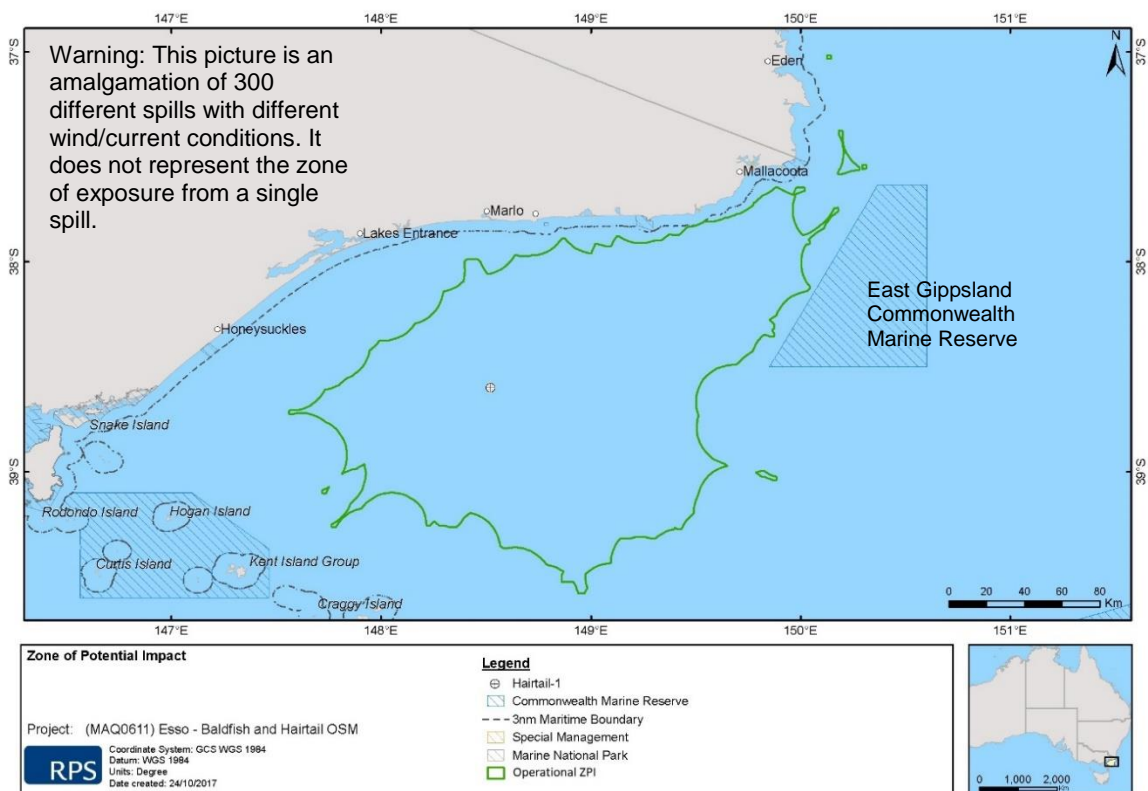 147°E
148°E
149°E
150°E
151°E
37°S
37°S
Warning: This picture is an
amalgamation of 300
different spills with different
wind/current conditions. It
does not represent the zone
of exposure from a single
spill.
N
Eden
Mallacoota
Marlo
Lakes Entrance
38°S
38°S
East Gippsland
Commonwealth
Marine Reserve
Honeysuckles
Snake Island
39°S
39°S
Rodondo Island
Hogan Island
Curtis Island
Kent Island Group
Craggy Island
0 20 40 60 80
Km
147°E
148°E
149°E
150°E
151°E
Zone of Potential Impact
Project: (MAQ0611) Esso - Baldfish and Hairtail OSM
RPS
Coordinate System: GCS WGS 1984
Datum: WGS 1984
Units: Degree
Date created: 24/10/2017
Legend
Hairtail-1
Commonwealth Marine Reserve
3nm Maritime Boundary
Special Management
Marine National Park
Operational ZPI
0 1,000 2,000
Km